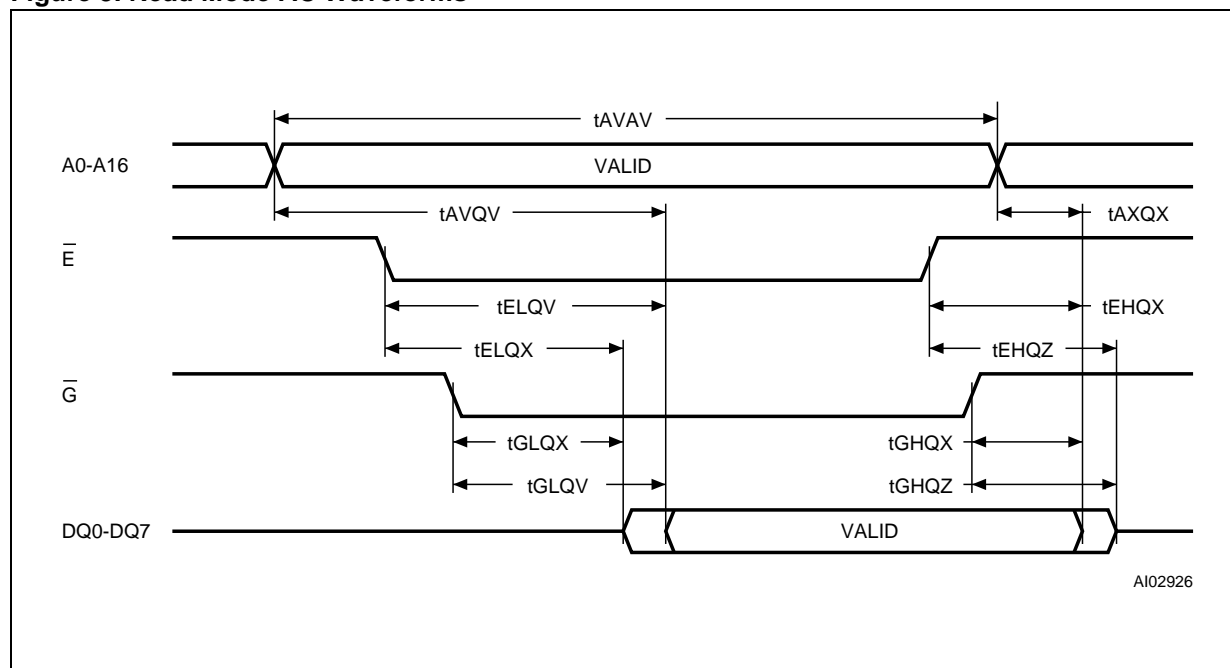 Figure 8. Read Mode AC Waveforms
tAVAV
A0-A16
VALID
tAVQV
tAXQX
E
tELQV
tEHQX
tELQX
tEHQZ
G
tGLQX
tGHQX
tGLQV
tGHQZ
DQ0-DQ7
VALID
AI02926